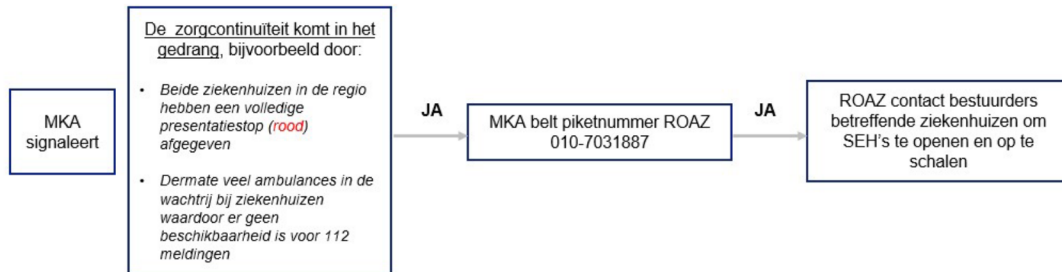 MKA
signaleert
De zorgcontinuïteit komt in het
gedrang, bijvoorbeeld door:
• Beide ziekenhuizen in de regio
hebben een volledige
presentatiestop (rood)
afgegeven
• Dermate veel ambulances in de
wachtrij bij ziekenhuizen
waardoor er geen
beschikbaarheid is voor 112
meldingen
JA
MKA belt piketnummer ROAZ
010-7031887
JA
ROAZ contact bestuurders
betreffende ziekenhuizen om
SEH's te openen en op te
schalen